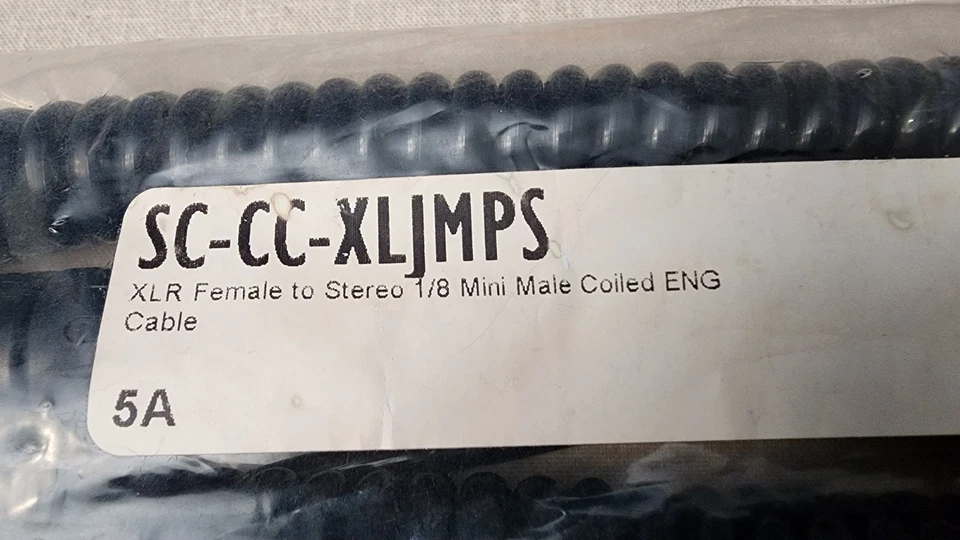 SC-CC-XLJMPS
XLR Female to Stereo 1/8 Mini Male Coiled ENG
Cable
5A